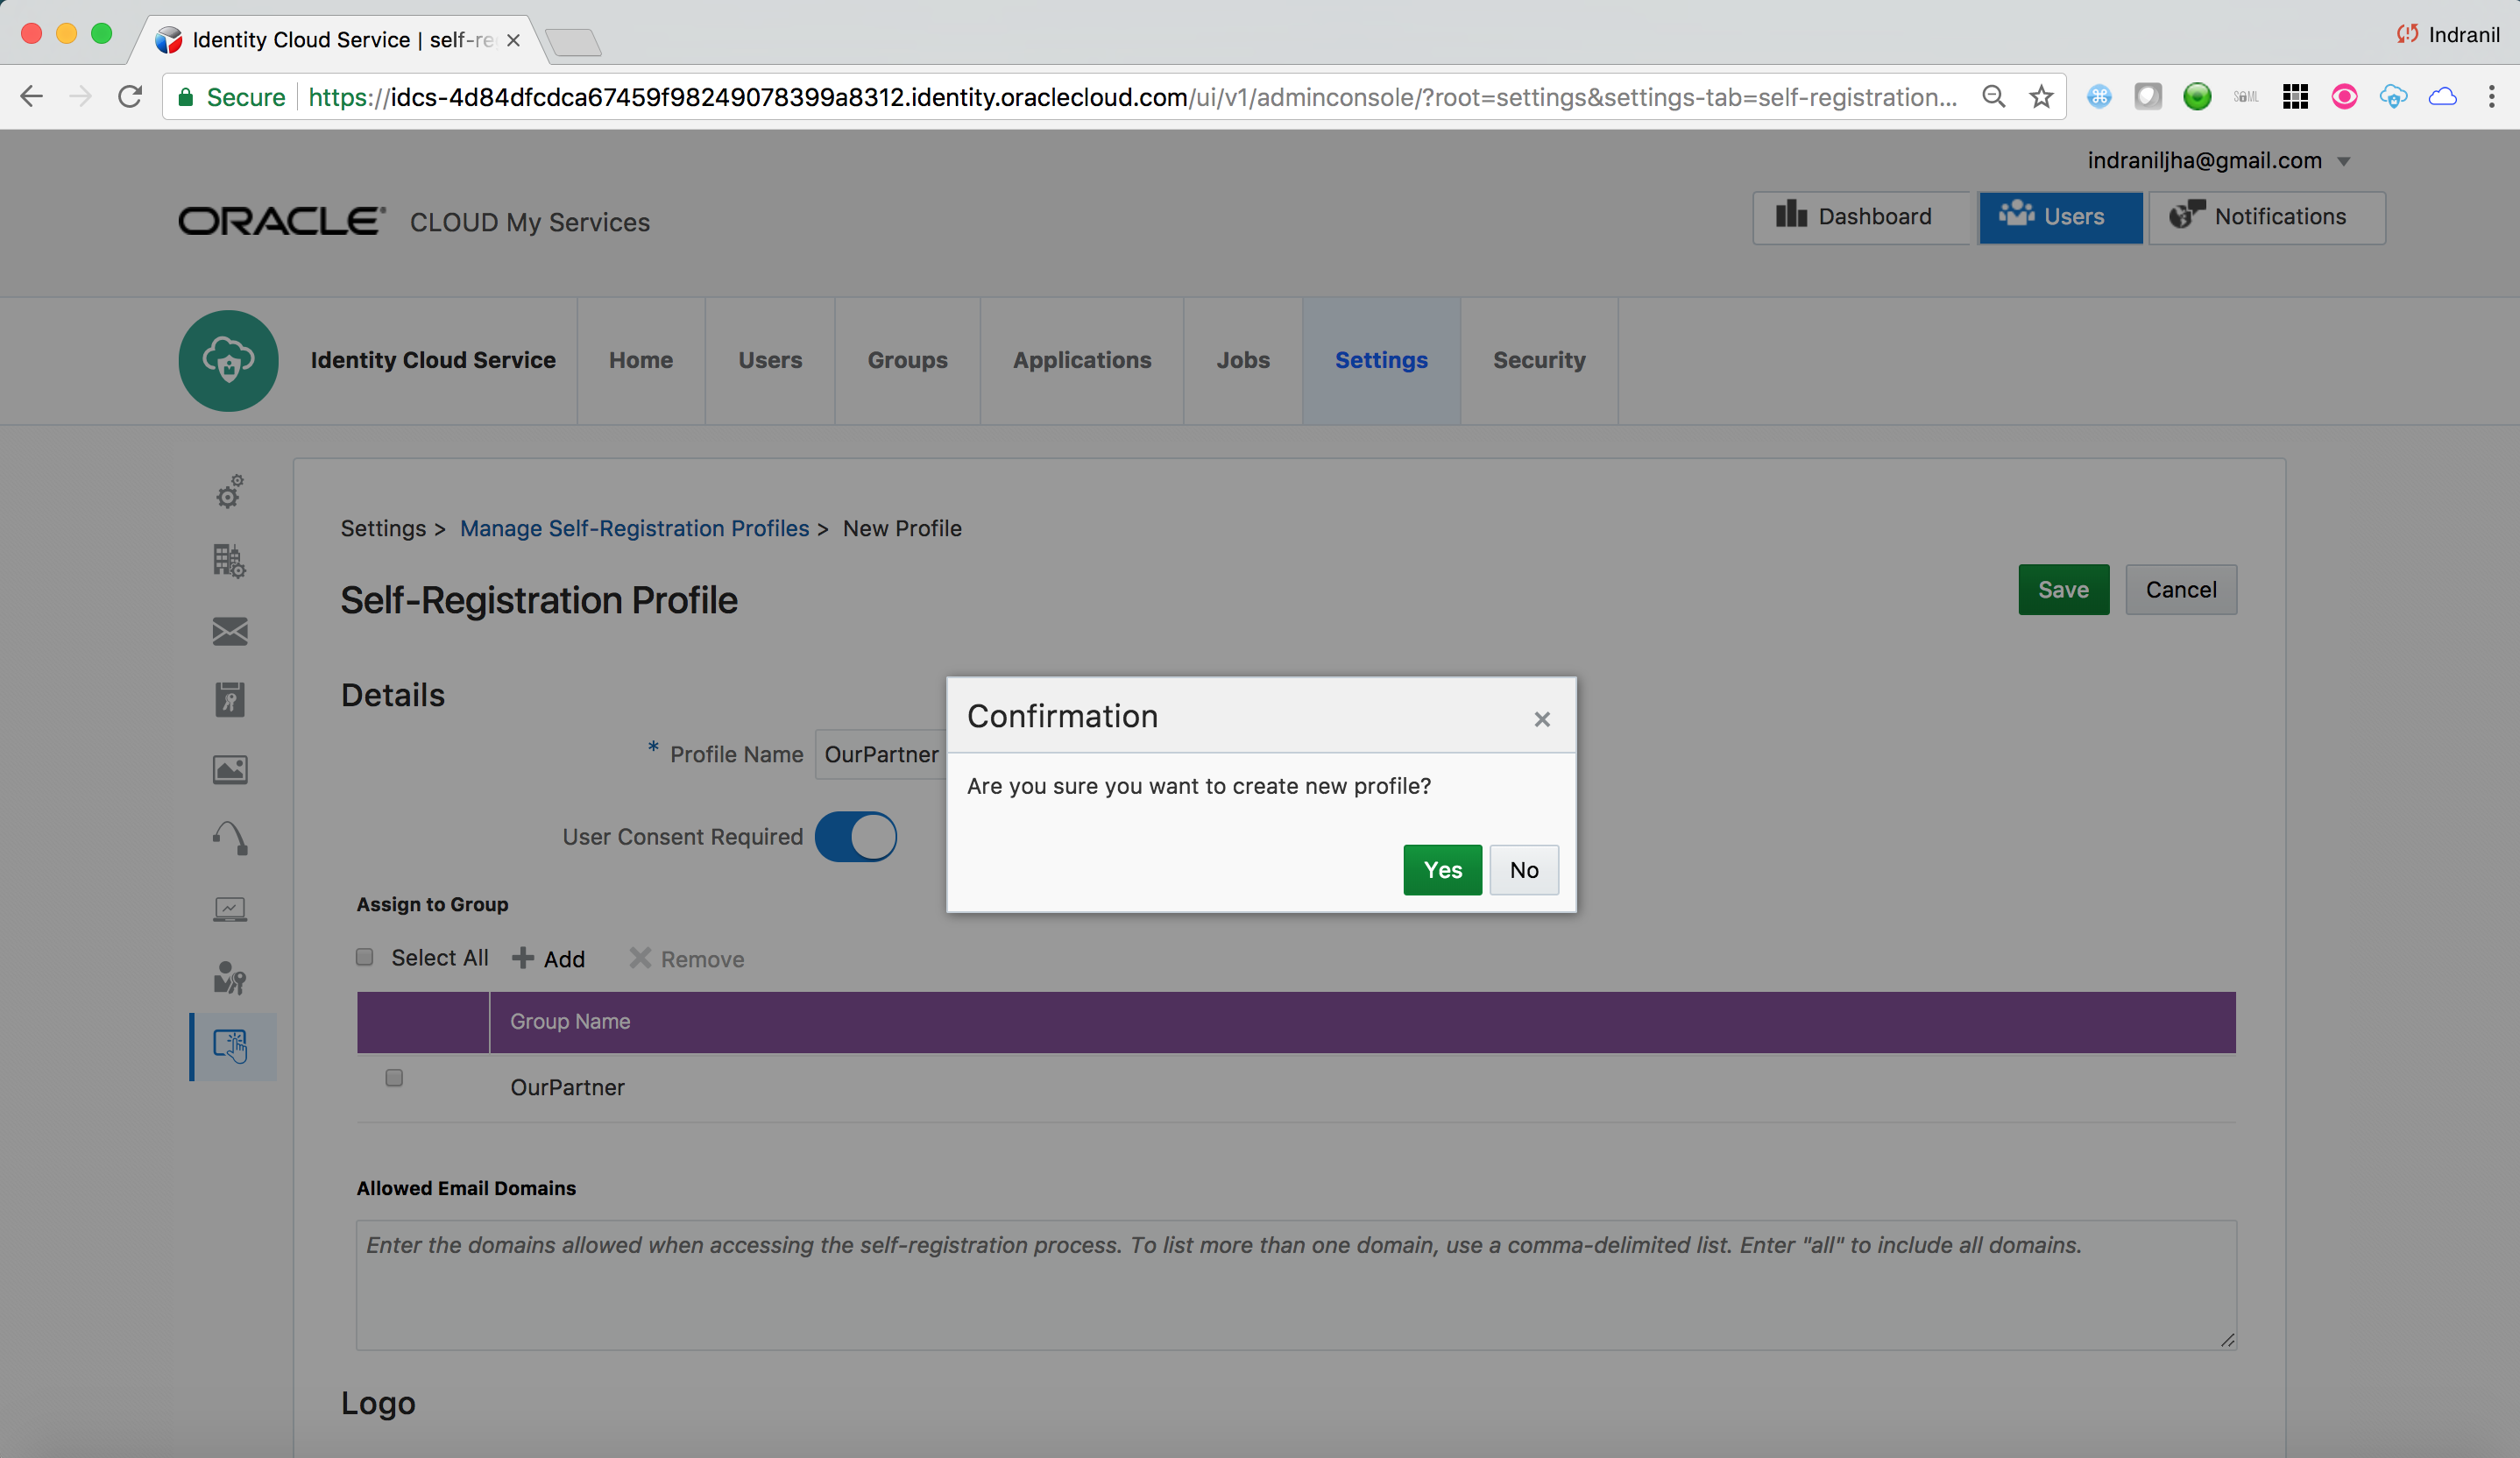 Identity Cloud Service | self-re
Indranil
Secure https://idcs-4d84dfcdca67459f98249078399a8312.identity.oraclecloud.com/ui/v1/adminconsole/?root=settings&settings-tab=self-registration...
SAML
indraniljha@gmail.com
ORACLE CLOUD My Services
Dashboard Users Notifications
Identity Cloud Service Home Users Groups Applications Jobs Settings Security
Settings > Manage Self-Registration Profiles > New Profile
Self-Registration Profile
Save Cancel
Details
Confirmation
* Profile Name OurPartner
Are you sure you want to create new profile?
User Consent Required
Yes No
Assign to Group
Select All Add Remove
Group Name
OurPartner
Allowed Email Domains
Enter the domains allowed when accessing the self-registration process. To list more than one domain, use a comma-delimited list. Enter "all" to include all domains.
Logo